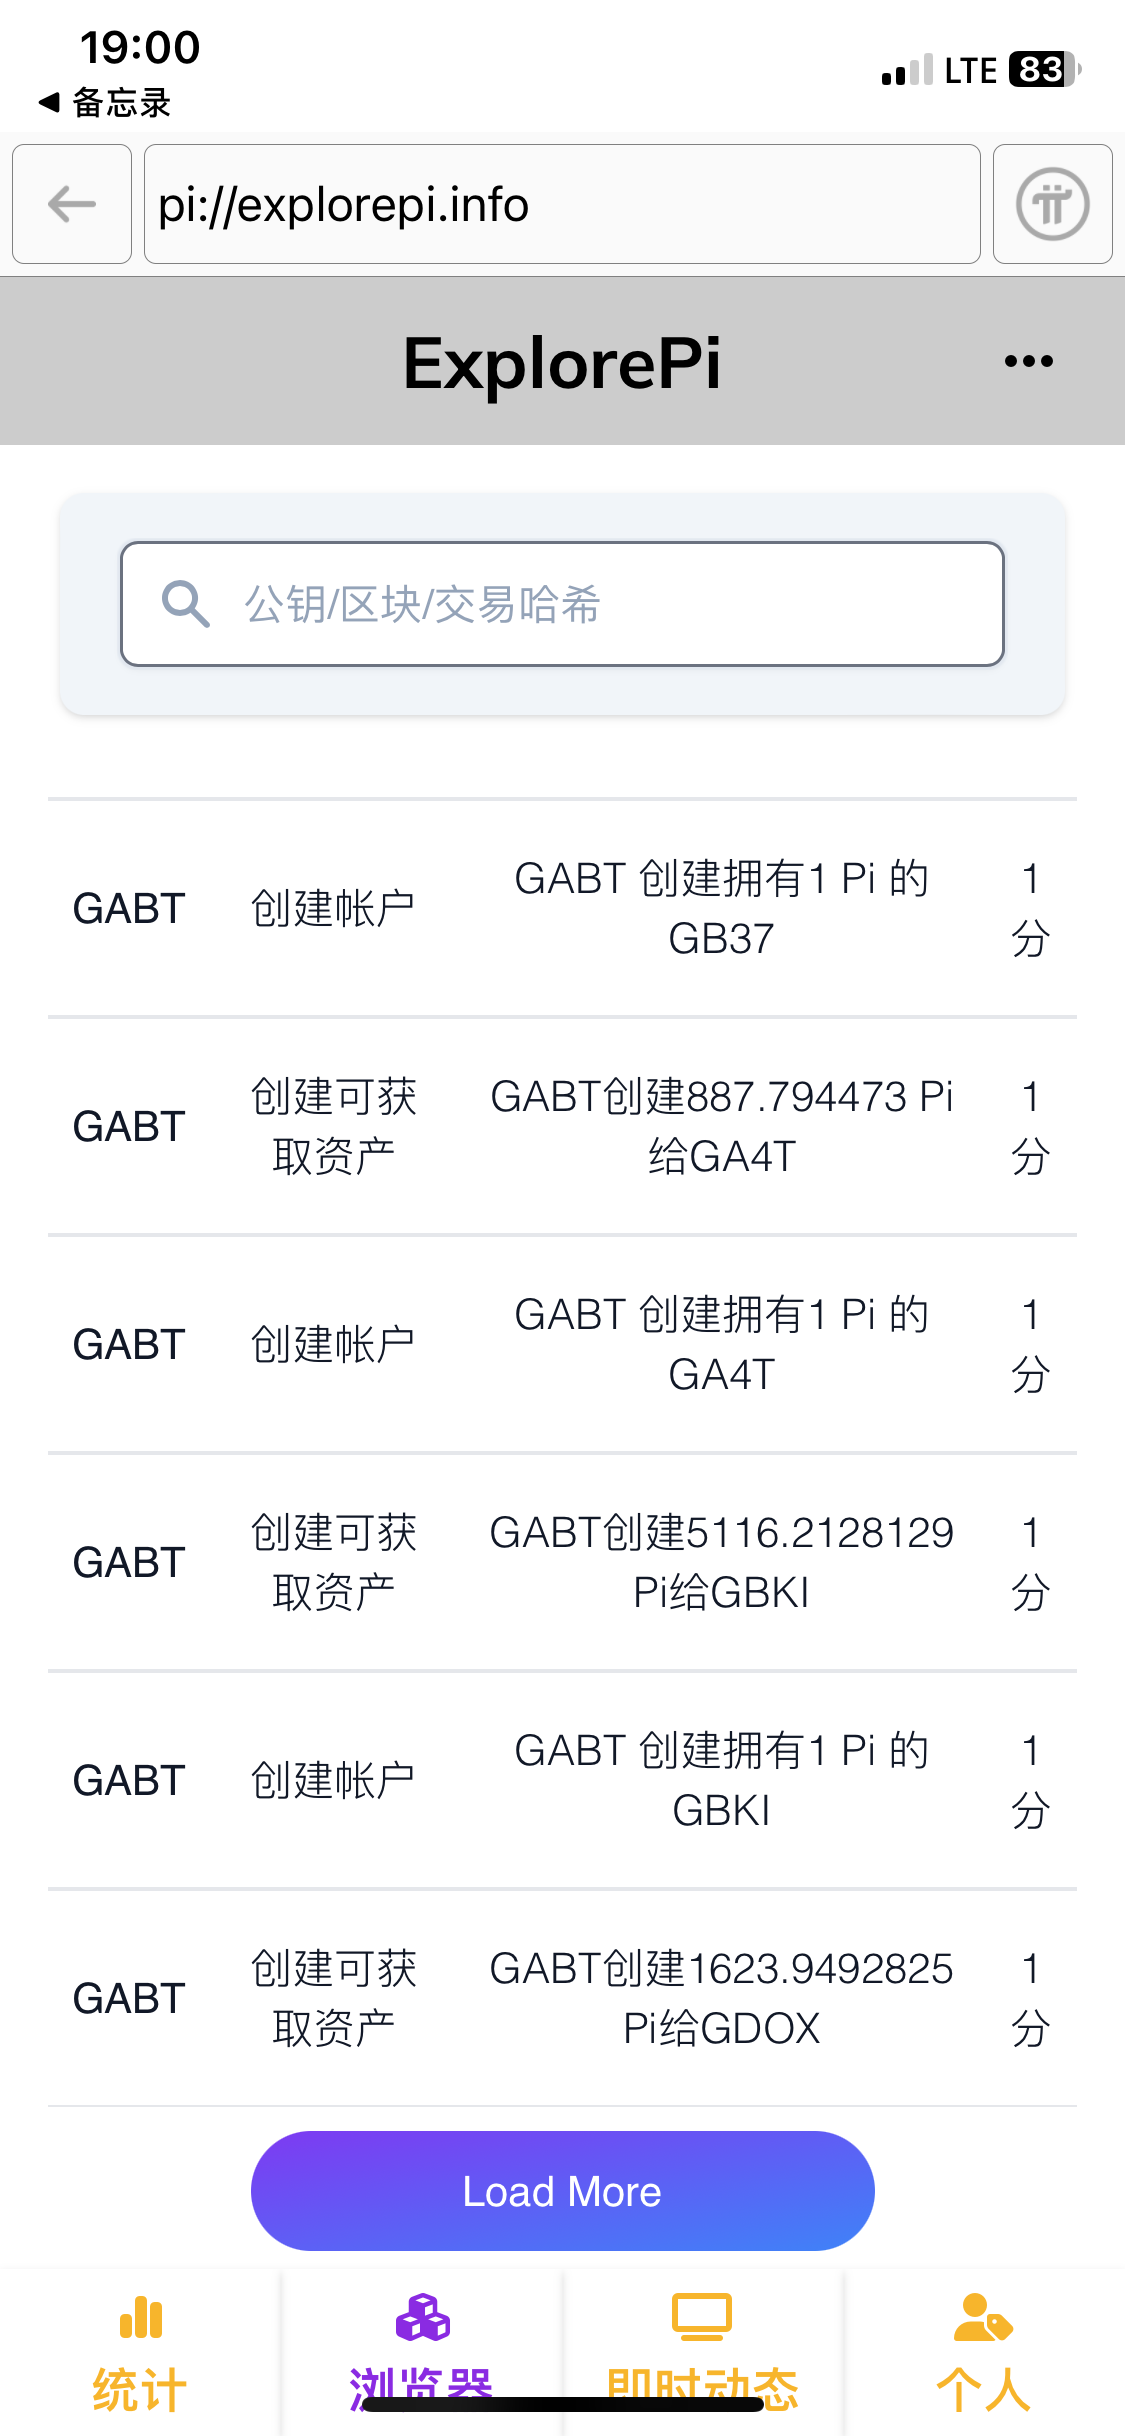 19:00
LTE 83
◀ 备忘录
pi://explorepi.info
ExplorePi
公钥/区块/交易哈希
GABT 创建帐户 GABT 创建拥有1 Pi 的 1
GB37 分
GABT 创建可获 GABT创建887.794473 Pi 1
取资产 给GA4T 分
GABT 创建帐户 GABT 创建拥有1 Pi 的 1
GA4T 分
GABT 创建可获 GABT创建5116.2128129 1
取资产 Pi给GBKI 分
GABT 创建帐户 GABT 创建拥有1 Pi 的 1
GBKI 分
GABT 创建可获 GABT创建1623.9492825 1
取资产 Pi给GDOX 分
Load More
统计 浏览器 即时动态 个人